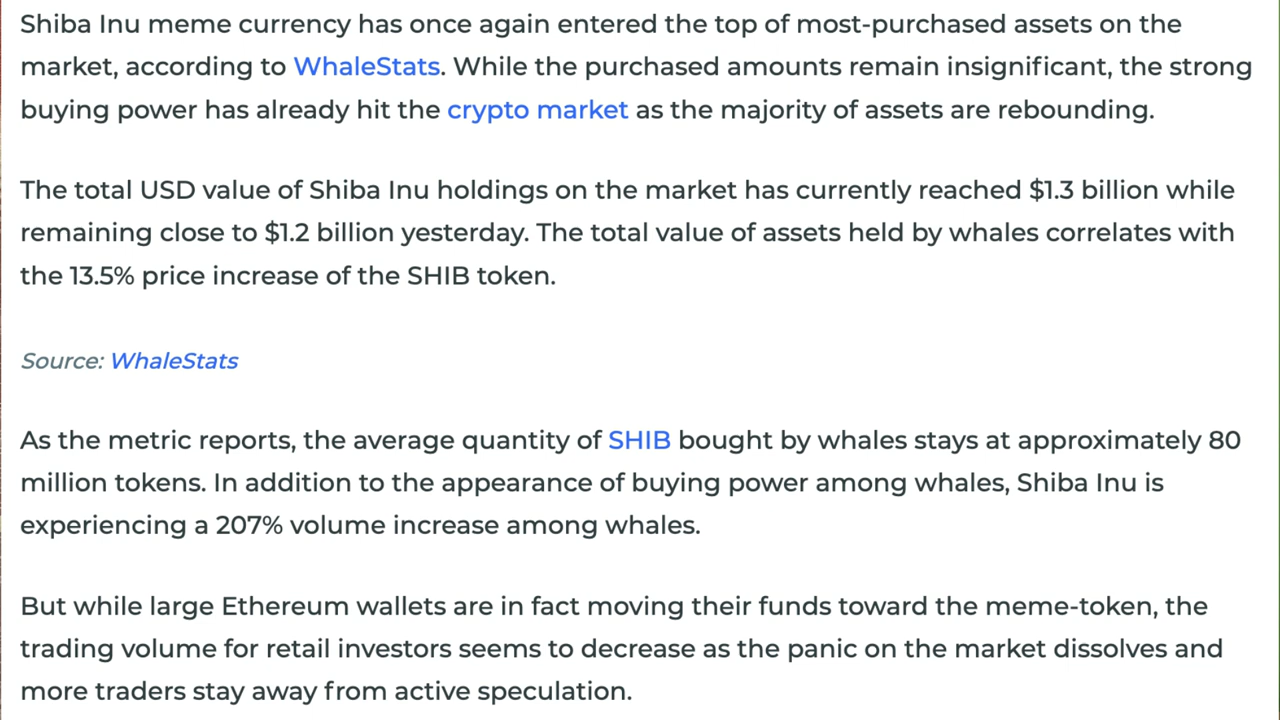 Shiba Inu meme currency has once again entered the top of most-purchased assets on the
market, according to WhaleStats. While the purchased amounts remain insignificant, the strong
buying power has already hit the crypto market as the majority of assets are rebounding.
The total USD value of Shiba Inu holdings on the market has currently reached $1.3 billion while
remaining close to $1.2 billion yesterday. The total value of assets held by whales correlates with
the 13.5% price increase of the SHIB token.
Source: WhaleStats
As the metric reports, the average quantity of SHIB bought by whales stays at approximately 80
million tokens. In addition to the appearance of buying power among whales, Shiba Inu is
experiencing a 207% volume increase among whales.
But while large Ethereum wallets are in fact moving their funds toward the meme-token, the
trading volume for retail investors seems to decrease as the panic on the market dissolves and
more traders stay away from active speculation.